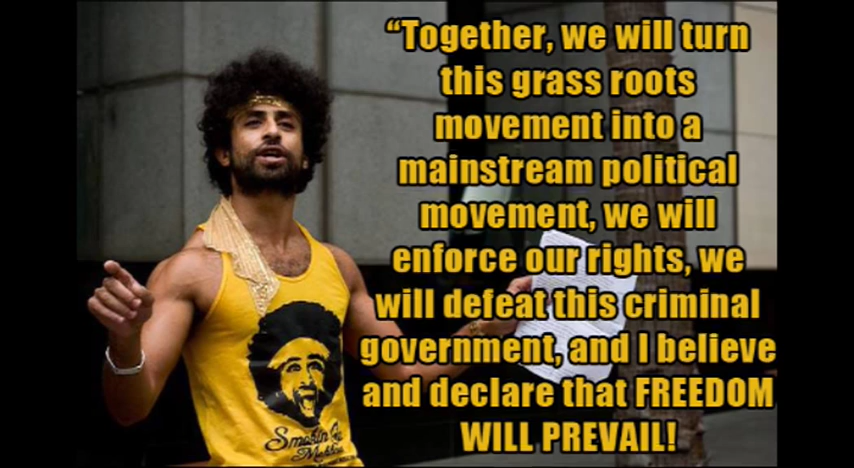 “Together, we will turn
this grass roots
movement into a
mainstream political
movement, we will
enforce our rights, we
will defeat this criminal
government, and I believe
and declare that FREEDOM
WILL PREVAIL!